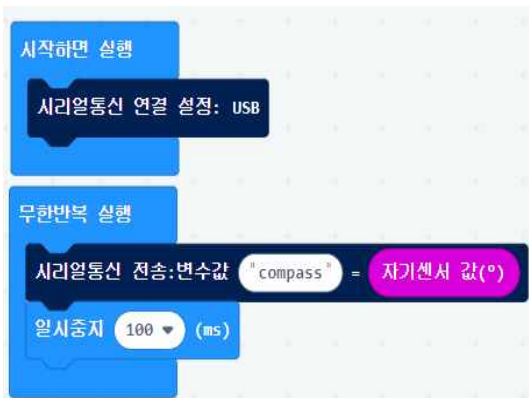 시작하면 실행
시리얼통신 연결 설정: USB
무한반복 실행
시리얼통신 전송:변수값 "compass" = 자기센서 값(°)
일시중지 100 ▼ (ms)